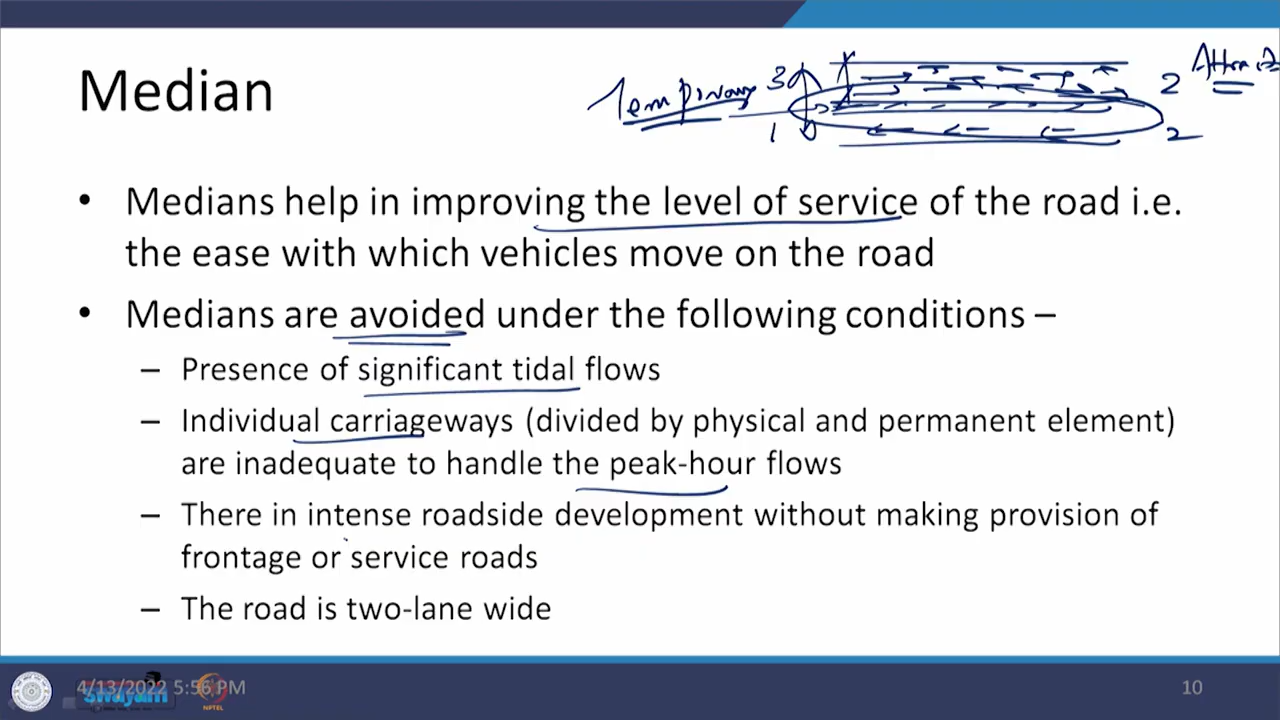 Median
Temporary 3 1 2 2
Medians help in improving the level of service of the road i.e.
the ease with which vehicles move on the road
Medians are avoided under the following conditions –
– Presence of significant tidal flows
– Individual carriageways (divided by physical and permanent element)
are inadequate to handle the peak-hour flows
– There in intense roadside development without making provision of
frontage or service roads
– The road is two-lane wide
4/13/2022 5:56 PM
swayam
NPTEL
10